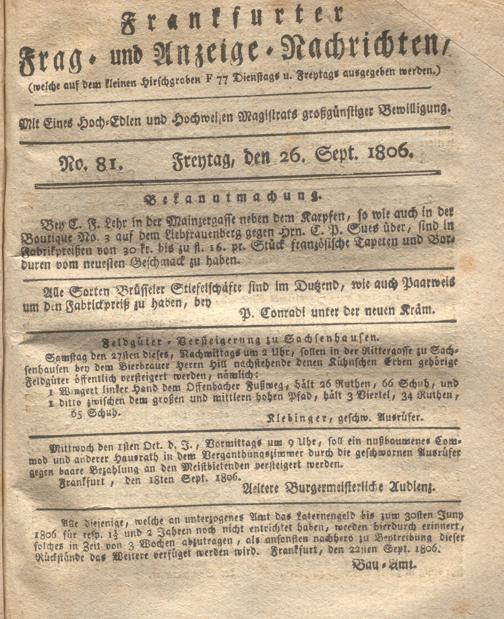 Frankfurter
Frag- und Anzeige-Nachrichten,
(welche auf dem kleinen Hirschgraben F 77 Dienstags u. Freytags ausgegeben werden.)
Mit Eines Hoch-Edlen und Hochweisen Magistrats großgünstiger Bewilligung.
No. 81. Freytag, den 26. Sept. 1806.
Bekanntmachung.
Bey C. F. Lehr in der Mainzergasse neben dem Karpfen, so wie auch in der
Boutique No. 3 auf dem Liebfrauenberg gegen Hrn. C. P. Sues über, sind in
Fabrikpreißen von 30 kr. bis zu fl. 16. pr. Stück französische Tapeten und Bor-
duren vom neuesten Geschmack zu haben.
Alle Sorten Brüsseler Stiefelschäfte sind im Dutzend, wie auch Paarweis
um den Fabrickpreiß zu haben, bey
P. Conradi unter der neuen Kräm.
Feldgüter-Versteigerung zu Sachsenhausen.
Samstag den 27sten dieses, Nachmittags um 2 Uhr, sollen in der Rittergasse zu Sach-
senhausen bey dem Bierbrauer Herrn Hill nachstehende denen Kühnschen Erben gehörige
Feldgüter öffentlich versteigert werden, nämlich:
1 Wingert linker Hand dem Offenbacher Fußweg, hält 26 Ruthen, 66 Schuh, und
1 ditto zwischen dem großen und mittlern hohen Pfad, hält 3 Viertel, 34 Ruthen,
65 Schuh. Klebinger, geschw. Ausrufer.
Mittwoch den 1sten Oct. d. J., Vormittags um 9 Uhr, soll ein nußbaumenes Com-
mod und anderer Hausrath in dem Vergantbungszimmer durch die geschwornen Ausrüfer
gegen baare Bezahlung an den Meistbietenden versteigert werden.
Frankfurt, den 18ten Sept. 1806.
Aeltere Burgermeisterliche Audienz.
Alle diejenige, welche an unterzogenes Amt das Laternengeld bis zum 30sten Juny
1806 für resp. 1½ und 2 Jahren noch nicht entrichtet haben, werden hierdurch erinnert,
solches in Zeit von 3 Wochen abzutragen, als ansonsten nachhero zu Beytreibung dieser
Rückstände das Weitere verfüget werden wird. Frankfurt, den 22sten Sept. 1806.
Bau-Amt.